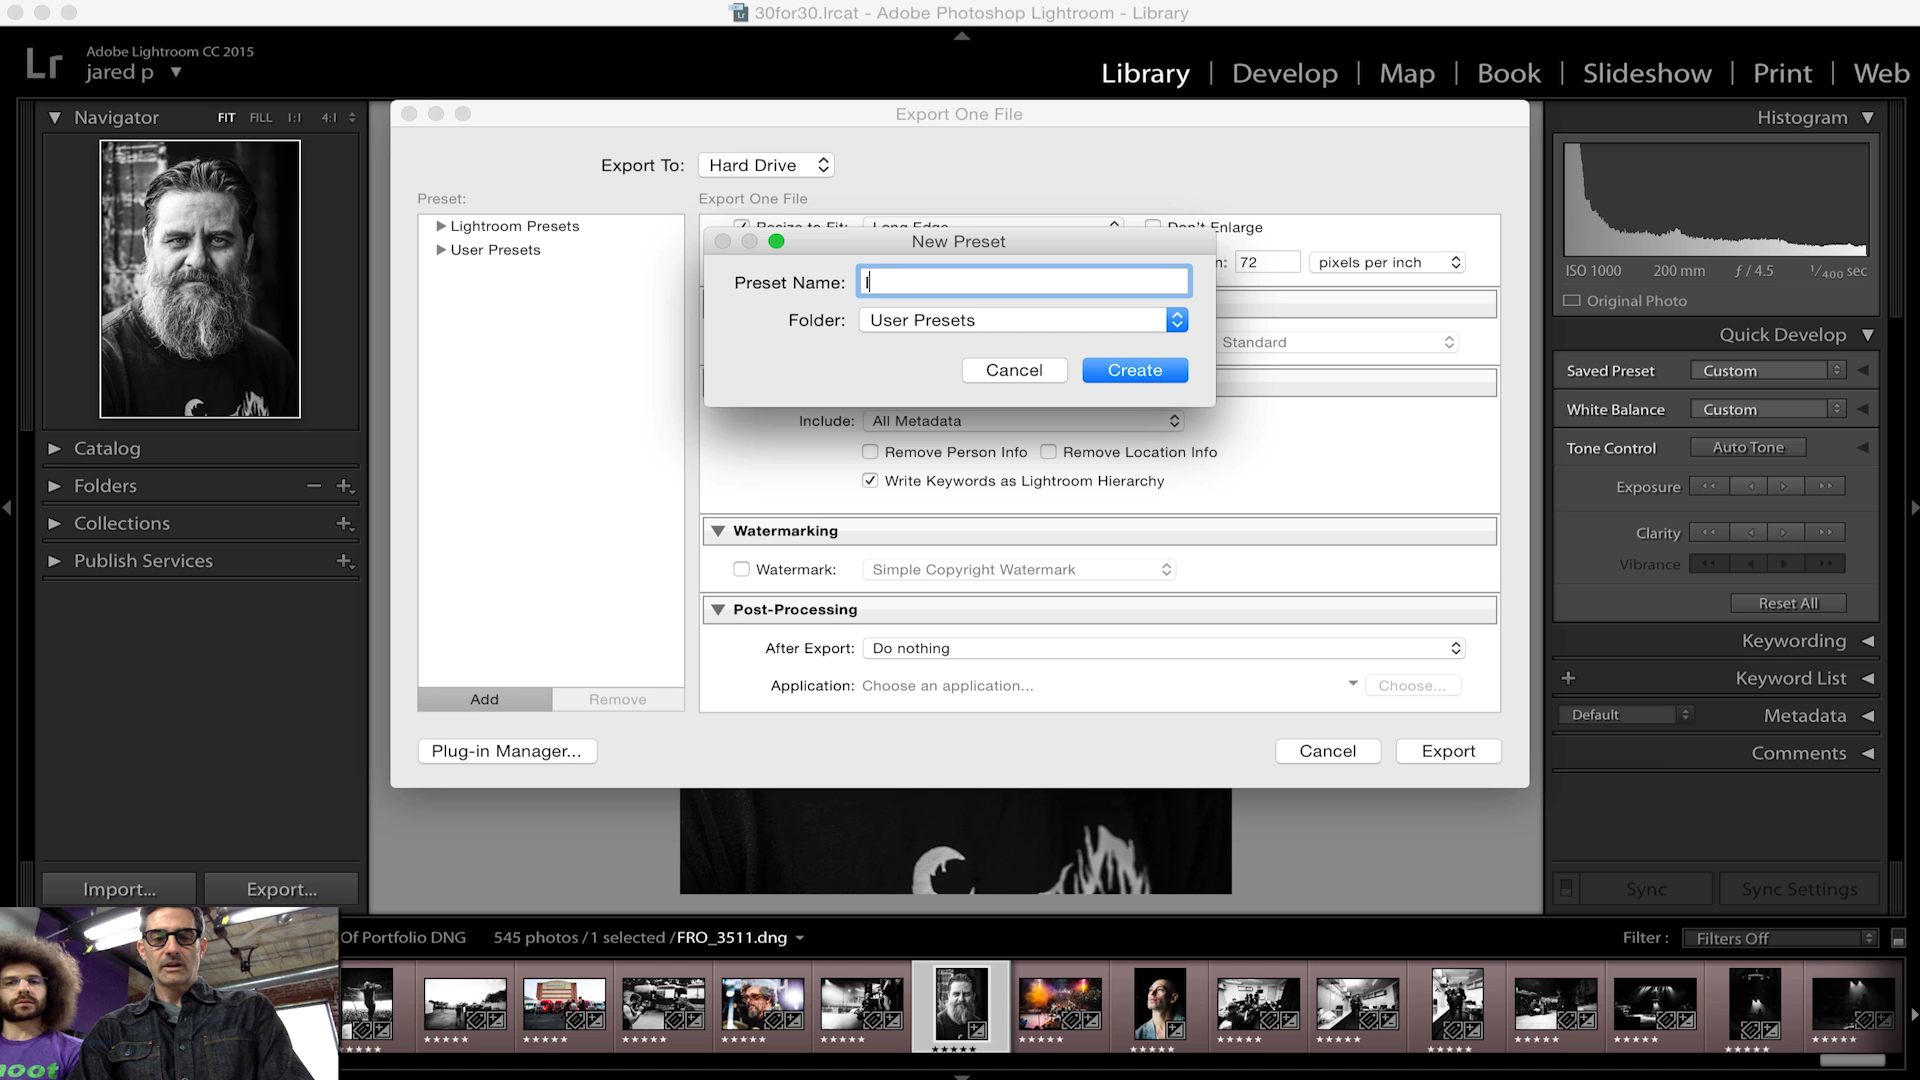 30for30.lrcat - Adobe Photoshop Lightroom - Library
Lr
Adobe Lightroom CC 2015
jared p
Library | Develop | Map | Book | Slideshow | Print | Web
Navigator FIT FILL 1:1 4:1
Catalog
Folders
Collections
Publish Services
Import... Export...
Export One File
Export To: Hard Drive
Preset:
Lightroom Presets
User Presets
Add Remove
Plug-in Manager...
Export One File
Resize to Fit: Long Edge Don't Enlarge
72 pixels per inch
Standard
New Preset
Preset Name:
Folder: User Presets
Cancel Create
Include: All Metadata
Remove Person Info Remove Location Info
Write Keywords as Lightroom Hierarchy
Watermarking
Watermark: Simple Copyright Watermark
Post-Processing
After Export: Do nothing
Application: Choose an application... Choose...
Cancel Export
Histogram
ISO 1000 200 mm ƒ / 4.5 1/400 sec
Original Photo
Quick Develop
Saved Preset Custom
White Balance Custom
Tone Control Auto Tone
Exposure
Clarity
Vibrance
Reset All
Keywording
Keyword List
Default Metadata
Comments
Sync Sync Settings
Of Portfolio DNG 545 photos / 1 selected / FRO_3511.dng
Filter : Filters Off